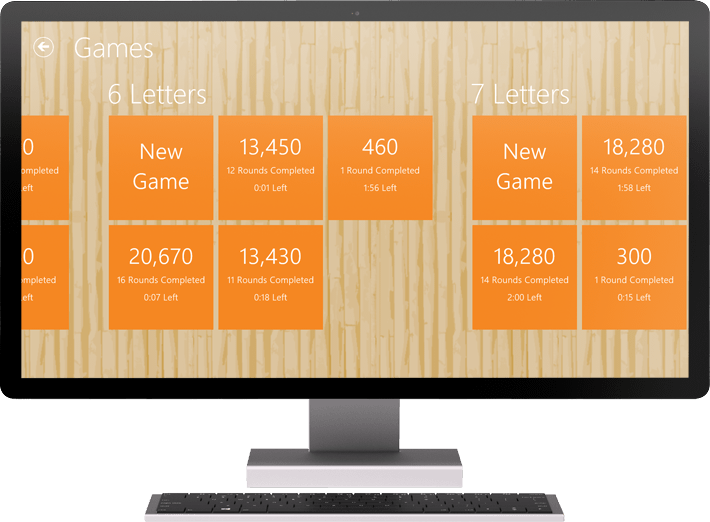 Games
6 Letters
7 Letters
0
ompleted
Left
New
Game
13,450
12 Rounds Completed
0:01 Left
460
1 Round Completed
1:56 Left
New
Game
18,280
14 Rounds Completed
1:58 Left
0
mpleted
Left
20,670
16 Rounds Completed
0:07 Left
13,430
11 Rounds Completed
0:18 Left
18,280
14 Rounds Completed
2:00 Left
300
1 Round Completed
0:15 Left